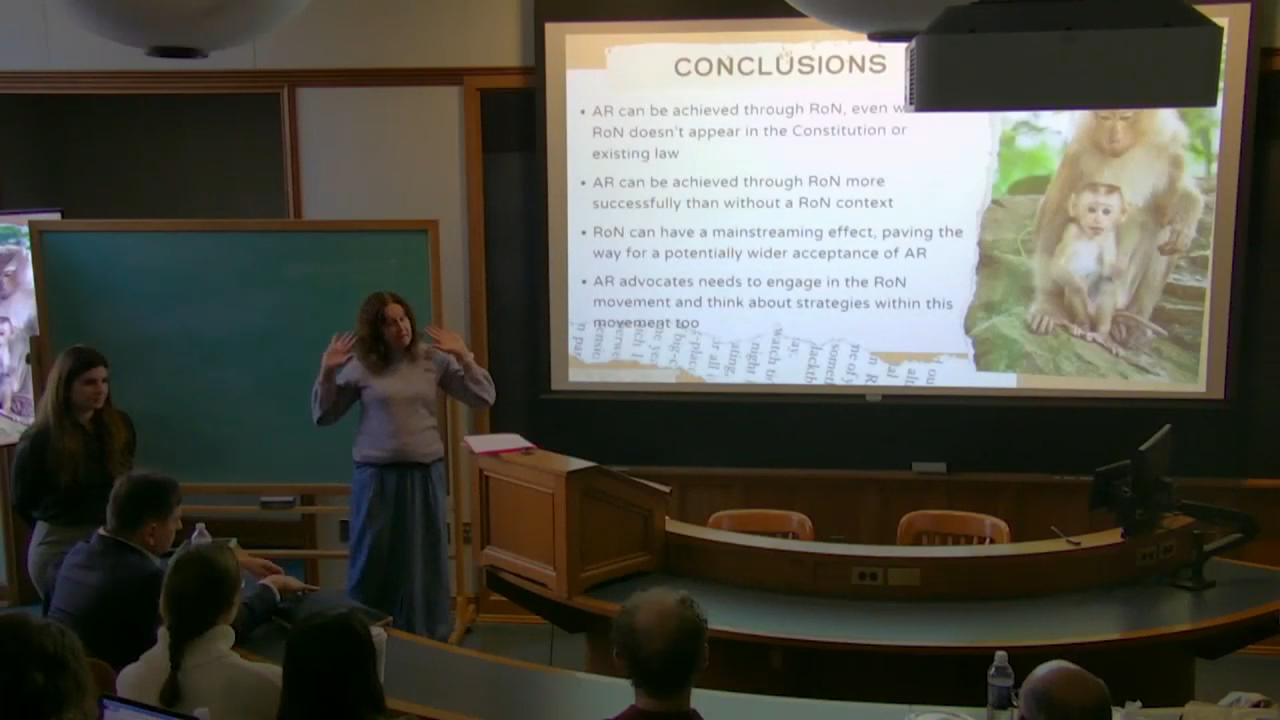 CONCLUSIONS
• AR can be achieved through RoN, even w
RoN doesn't appear in the Constitution or
existing law
• AR can be achieved through RoN more
successfully than without a RoN context
• RoN can have a mainstreaming effect, paving the
way for a potentially wider acceptance of AR
• AR advocates needs to engage in the RoN
movement and think about strategies within this
movement too
watch
might